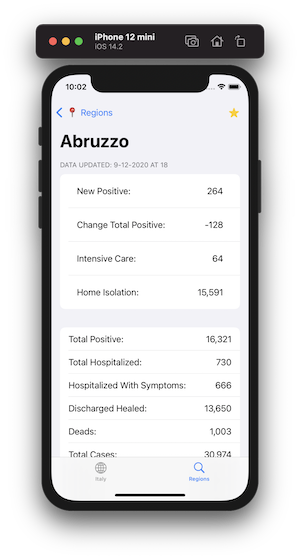 iPhone 12 mini
iOS 14.2
10:02
Regions
Abruzzo
DATA UPDATED: 9-12-2020 AT 18
New Positive: 264
Change Total Positive: -128
Intensive Care: 64
Home Isolation: 15,591
Total Positive: 16,321
Total Hospitalized: 730
Hospitalized With Symptoms: 666
Discharged Healed: 13,650
Deads: 1,003
Total Cases: 30,974
Italy
Regions